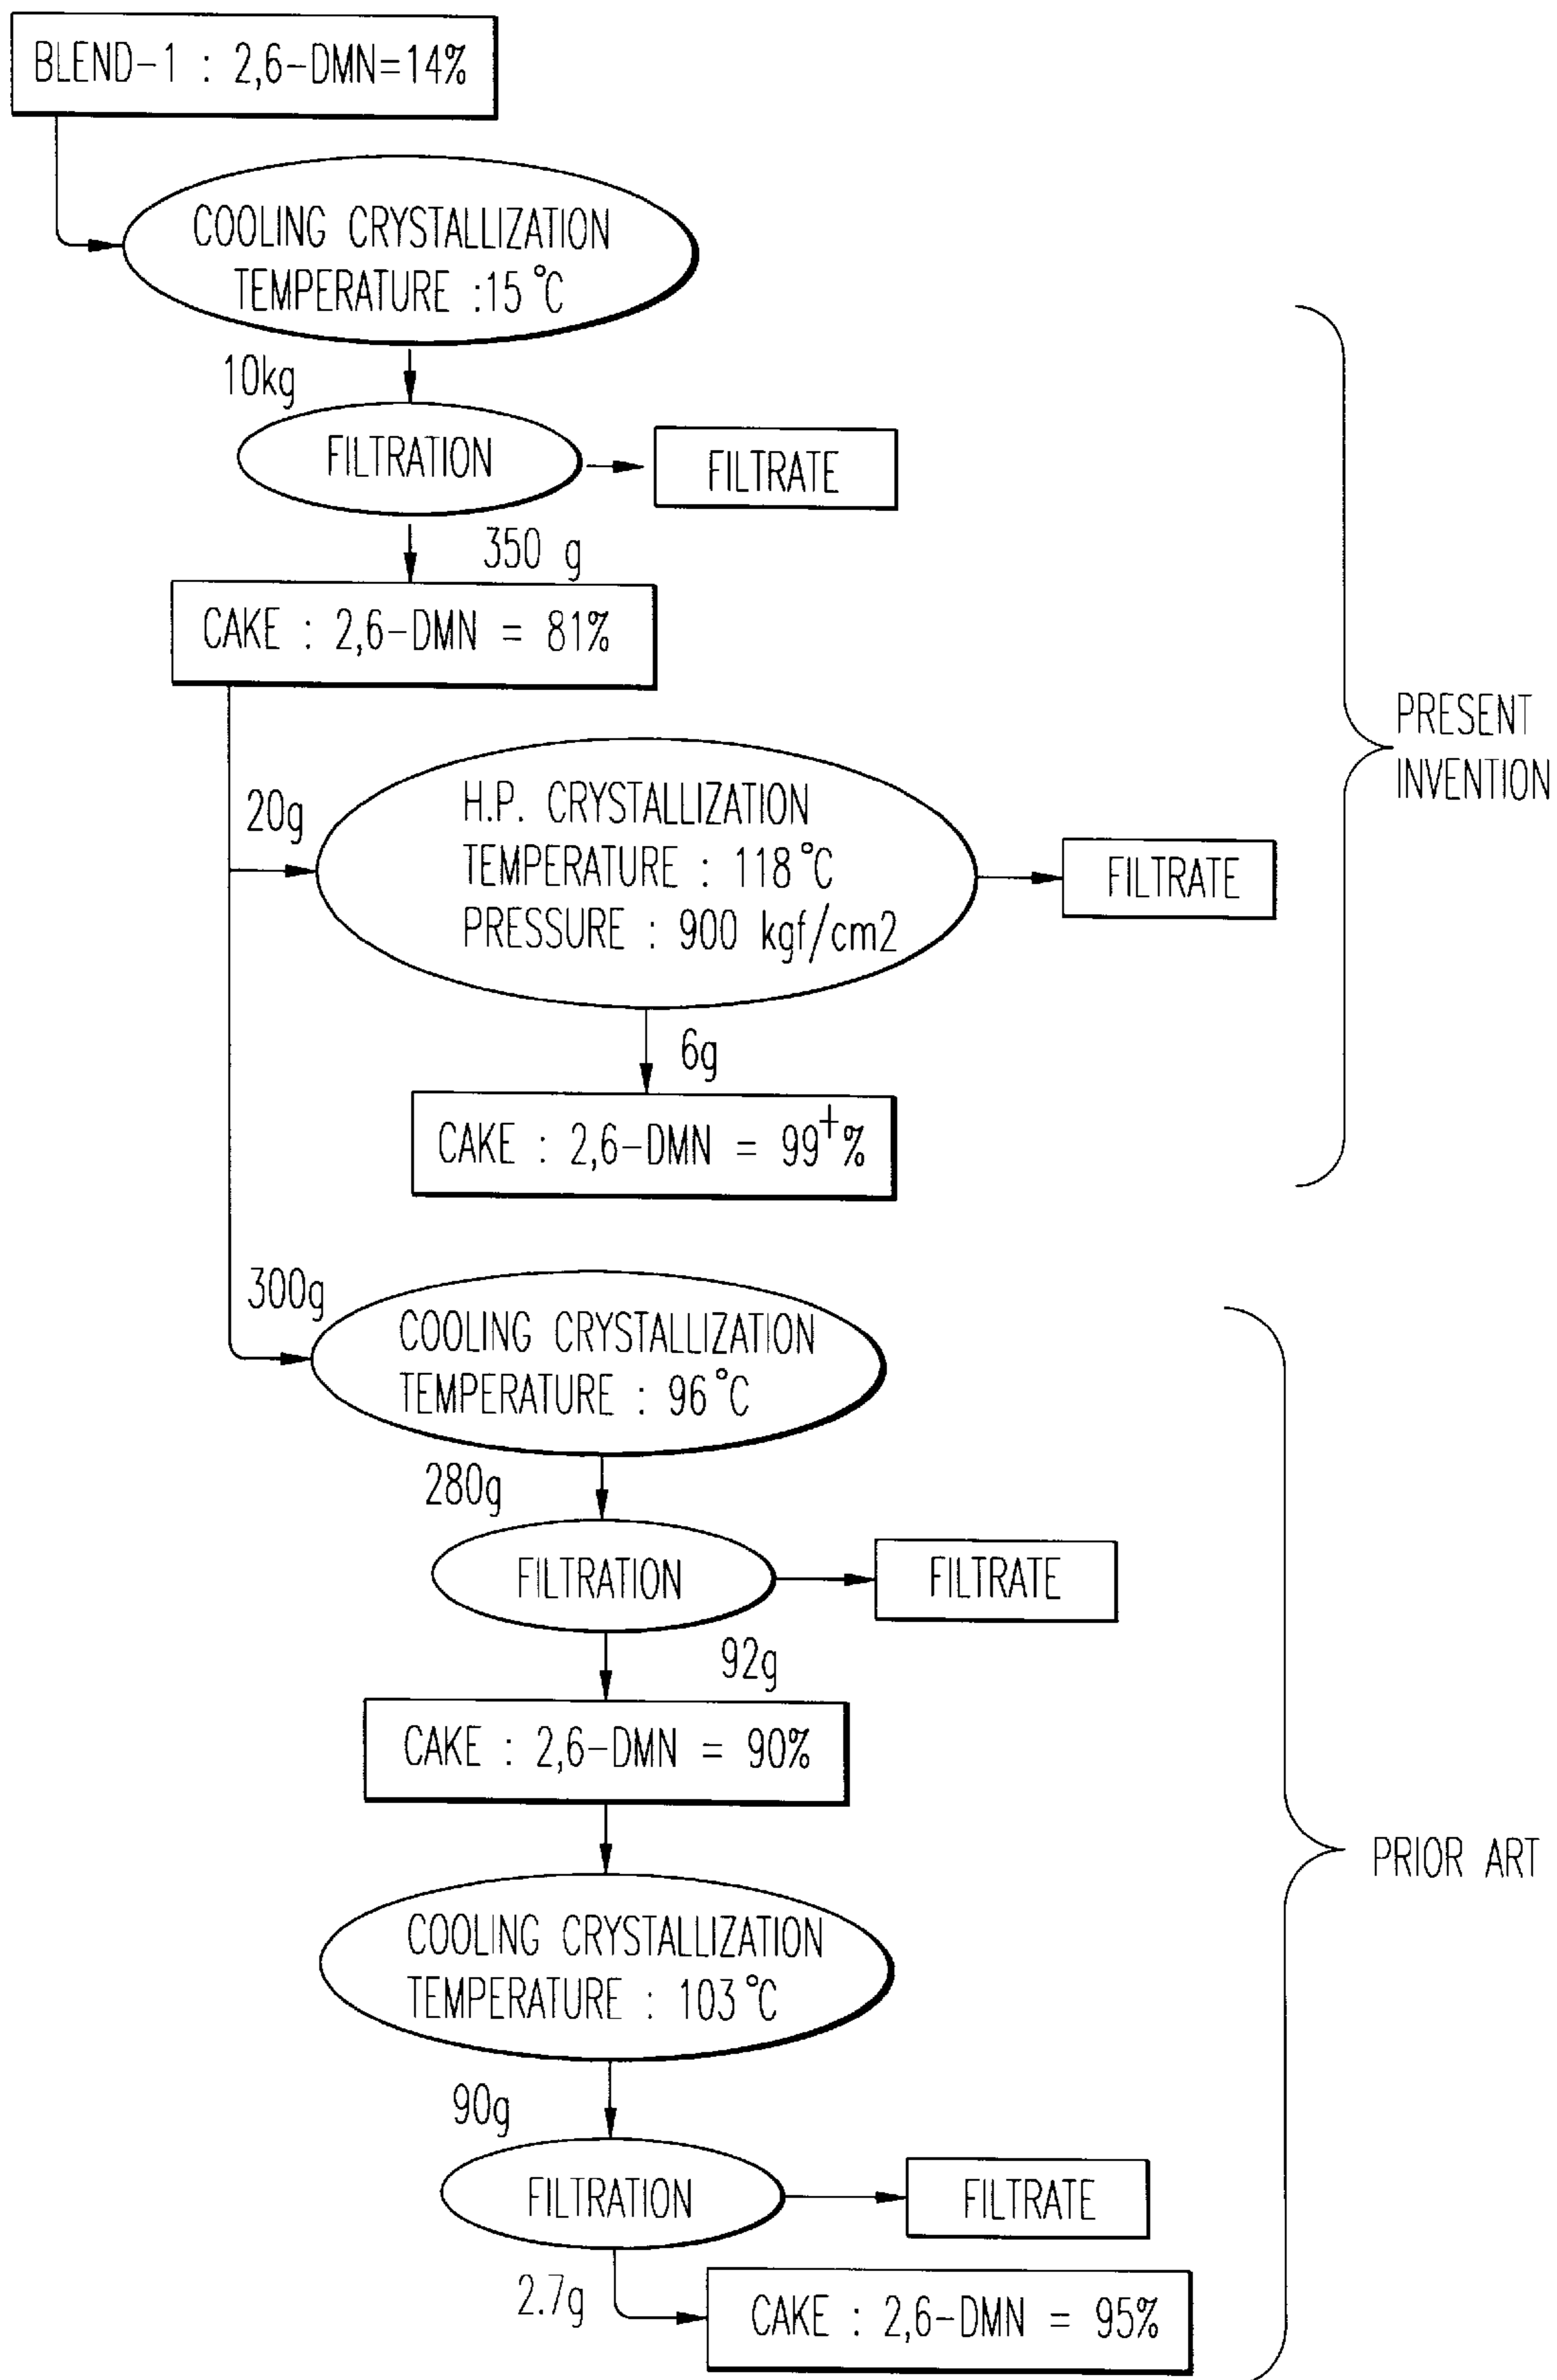 BLEND-1 : 2,6-DMN=14%
COOLING CRYSTALLIZATION
TEMPERATURE :15°C
10kg
FILTRATION
FILTRATE
350 g
CAKE : 2,6-DMN = 81%
PRESENT
INVENTION
20g
H.P. CRYSTALLIZATION
TEMPERATURE : 118°C
PRESSURE : 900 kgf/cm2
FILTRATE
6g
CAKE : 2,6-DMN = 99+%
300g
COOLING CRYSTALLIZATION
TEMPERATURE : 96°C
280g
FILTRATION
FILTRATE
92g
CAKE : 2,6-DMN = 90%
PRIOR ART
COOLING CRYSTALLIZATION
TEMPERATURE : 103°C
90g
FILTRATION
FILTRATE
2.7g
CAKE : 2,6-DMN = 95%